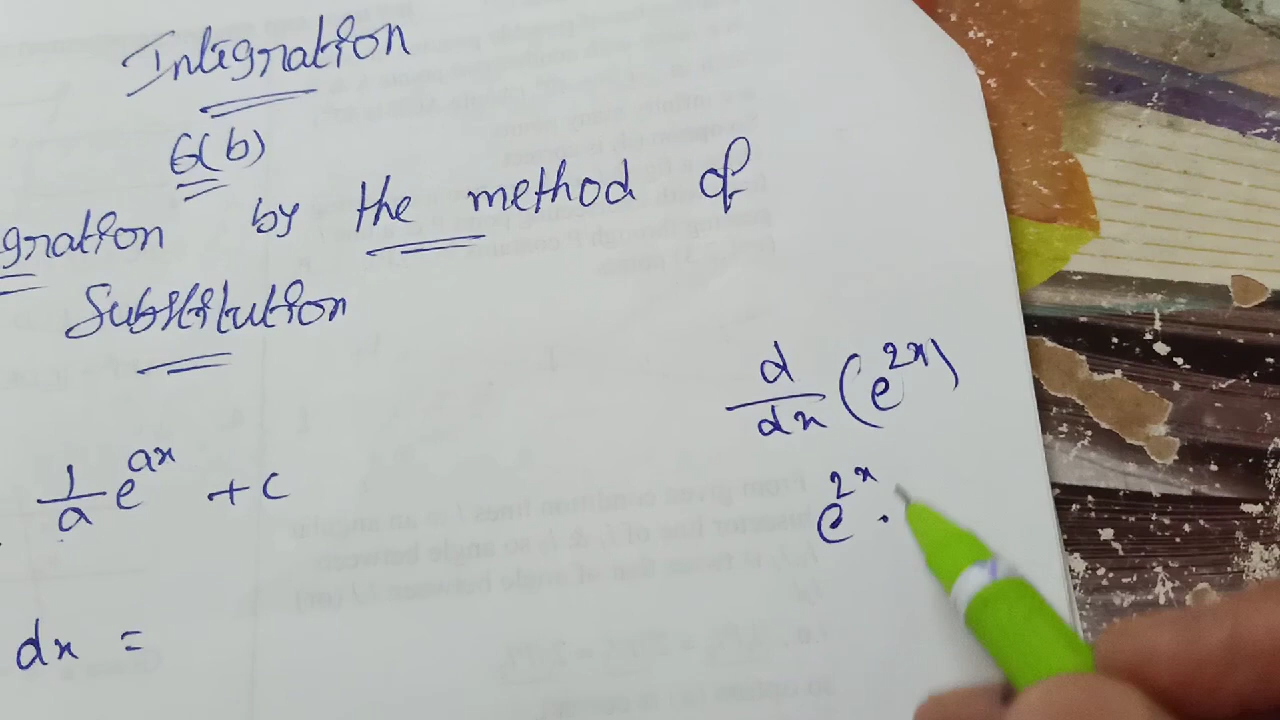 Integration
6(b)
gration by the method of
Substitution
d/dx (e^2x)
1/a e^ax + c
e^2x .
dx =